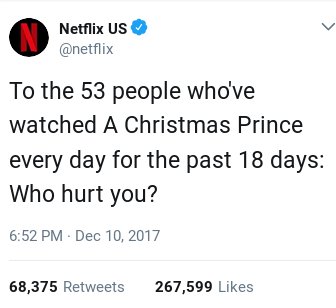 Netflix US
@netflix
To the 53 people who've
watched A Christmas Prince
every day for the past 18 days:
Who hurt you?
6:52 PM · Dec 10, 2017
68,375 Retweets 267,599 Likes